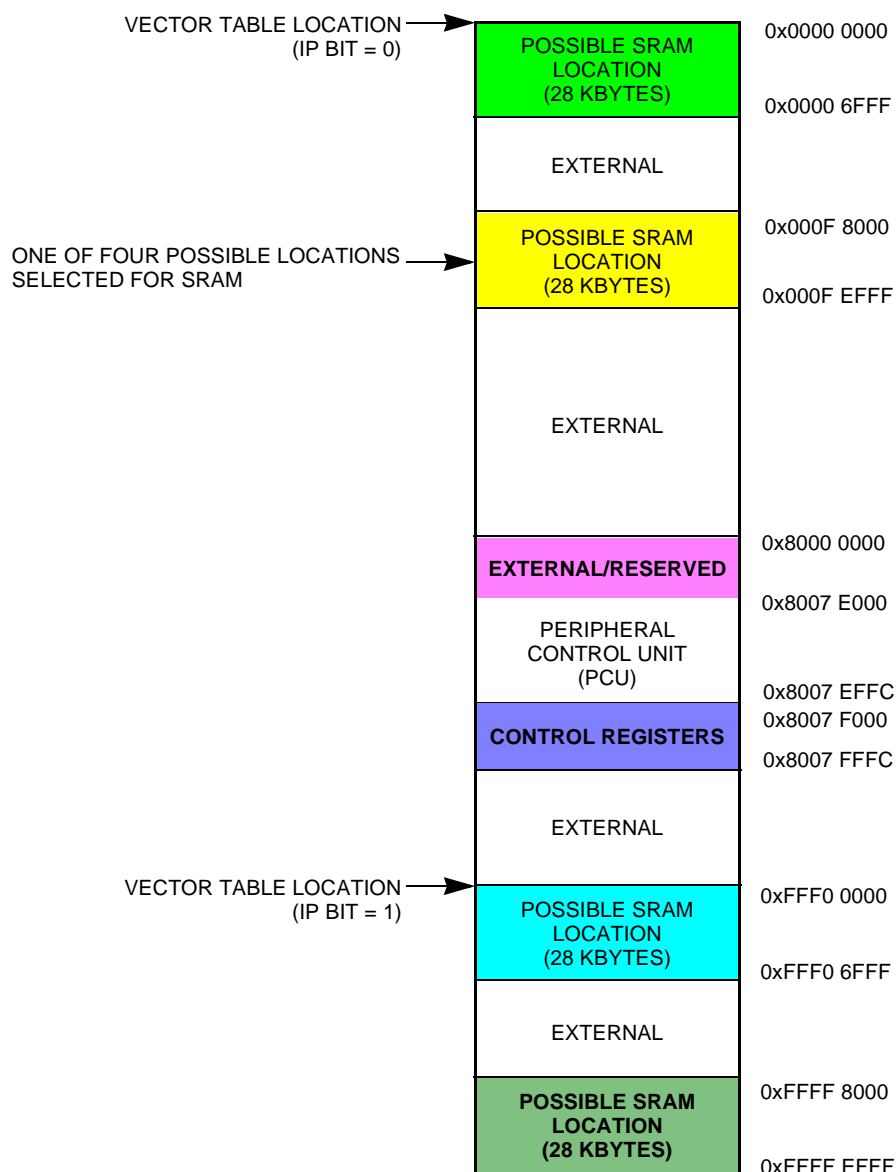 VECTOR TABLE LOCATION
(IP BIT = 0)
POSSIBLE SRAM
LOCATION
(28 KBYTES)
0x0000 0000
0x0000 6FFF
EXTERNAL
ONE OF FOUR POSSIBLE LOCATIONS
SELECTED FOR SRAM
POSSIBLE SRAM
LOCATION
(28 KBYTES)
0x000F 8000
0x000F EFFF
EXTERNAL
0x8000 0000
EXTERNAL/RESERVED
0x8007 E000
PERIPHERAL
CONTROL UNIT
(PCU)
0x8007 EFFC
0x8007 F000
CONTROL REGISTERS
0x8007 FFFC
EXTERNAL
VECTOR TABLE LOCATION
(IP BIT = 1)
POSSIBLE SRAM
LOCATION
(28 KBYTES)
0xFFF0 0000
0xFFF0 6FFF
EXTERNAL
0xFFFF 8000
POSSIBLE SRAM
LOCATION
(28 KBYTES)
0xFFFF EFFF